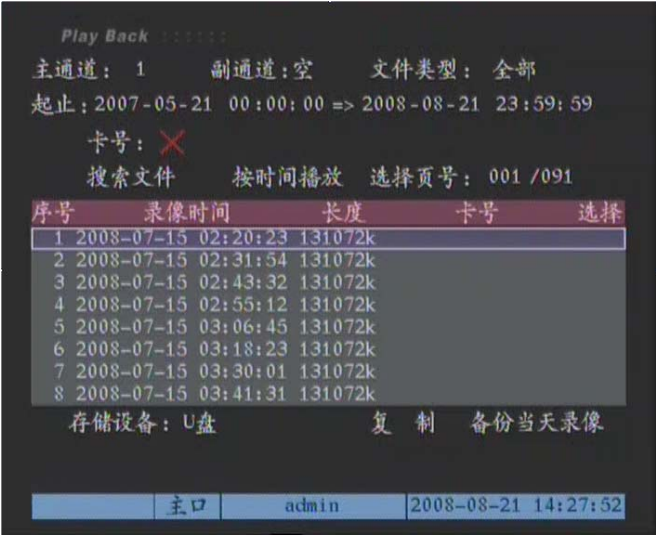 Play Back ::::::
主通道： 1 副通道:空 文件类型： 全部
起止:2007-05-21 00:00:00 => 2008-08-21 23:59:59
卡号：
搜索文件 按时间播放 选择页号： 001 /091
序号 录像时间 长度 卡号 选择
1 2008-07-15 02:20:23 131072k
2 2008-07-15 02:31:54 131072k
3 2008-07-15 02:43:32 131072k
4 2008-07-15 02:55:12 131072k
5 2008-07-15 03:06:45 131072k
6 2008-07-15 03:18:23 131072k
7 2008-07-15 03:30:01 131072k
8 2008-07-15 03:41:31 131072k
存储设备：U盘 复 制 备份当天录像
主口 admin 2008-08-21 14:27:52